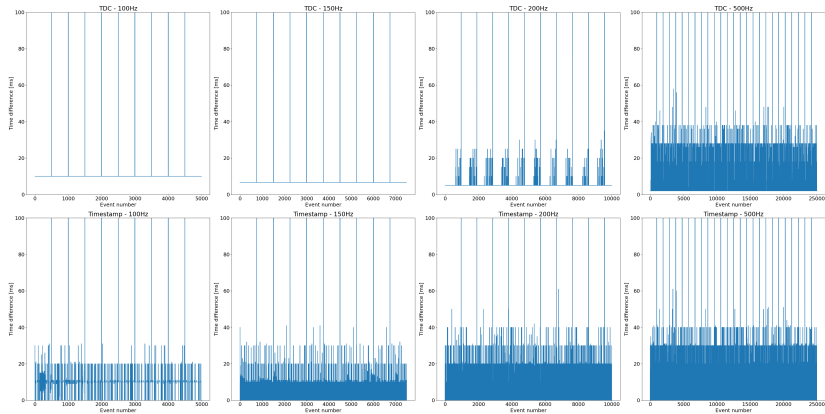 TDC - 100Hz
Time difference [ms]
100
80
60
40
20
0
0 1000 2000 3000 4000 5000
Event number
TDC - 150Hz
Time difference [ms]
100
80
60
40
20
0
0 1000 2000 3000 4000 5000 6000 7000
Event number
TDC - 200Hz
Time difference [ms]
100
80
60
40
20
0
0 2000 4000 6000 8000 10000
Event number
TDC - 500Hz
Time difference [ms]
100
80
60
40
20
0
0 5000 10000 15000 20000 25000
Event number
Timestamp - 100Hz
Time difference [ms]
100
80
60
40
20
0
0 1000 2000 3000 4000 5000
Event number
Timestamp - 150Hz
Time difference [ms]
100
80
60
40
20
0
0 1000 2000 3000 4000 5000 6000 7000
Event number
Timestamp - 200Hz
Time difference [ms]
100
80
60
40
20
0
0 2000 4000 6000 8000 10000
Event number
Timestamp - 500Hz
Time difference [ms]
100
80
60
40
20
0
0 5000 10000 15000 20000 25000
Event number